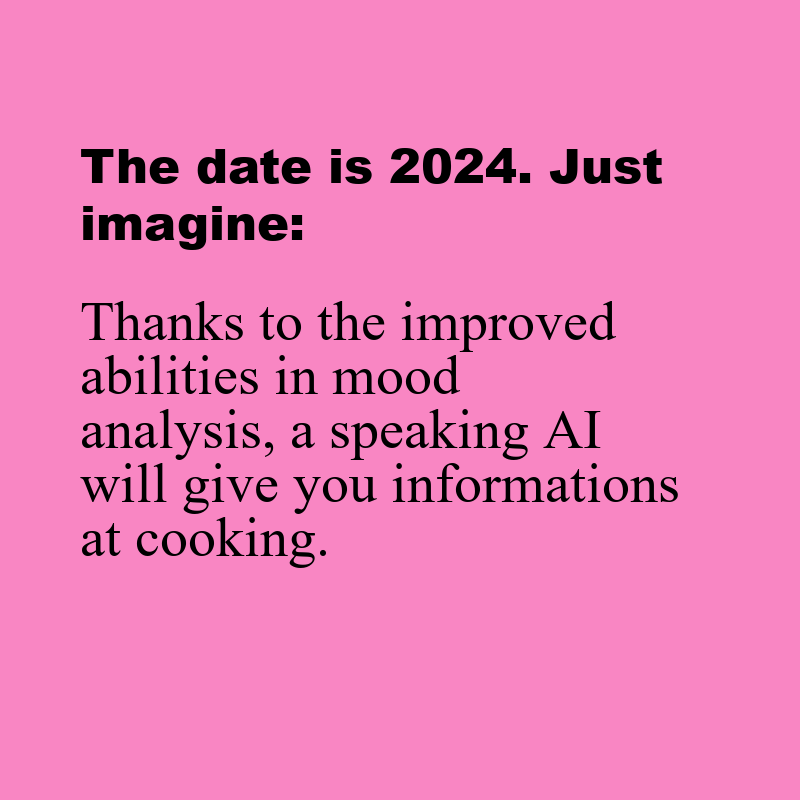 The date is 2024. Just
imagine:
Thanks to the improved
abilities in mood
analysis, a speaking AI
will give you informations
at cooking.